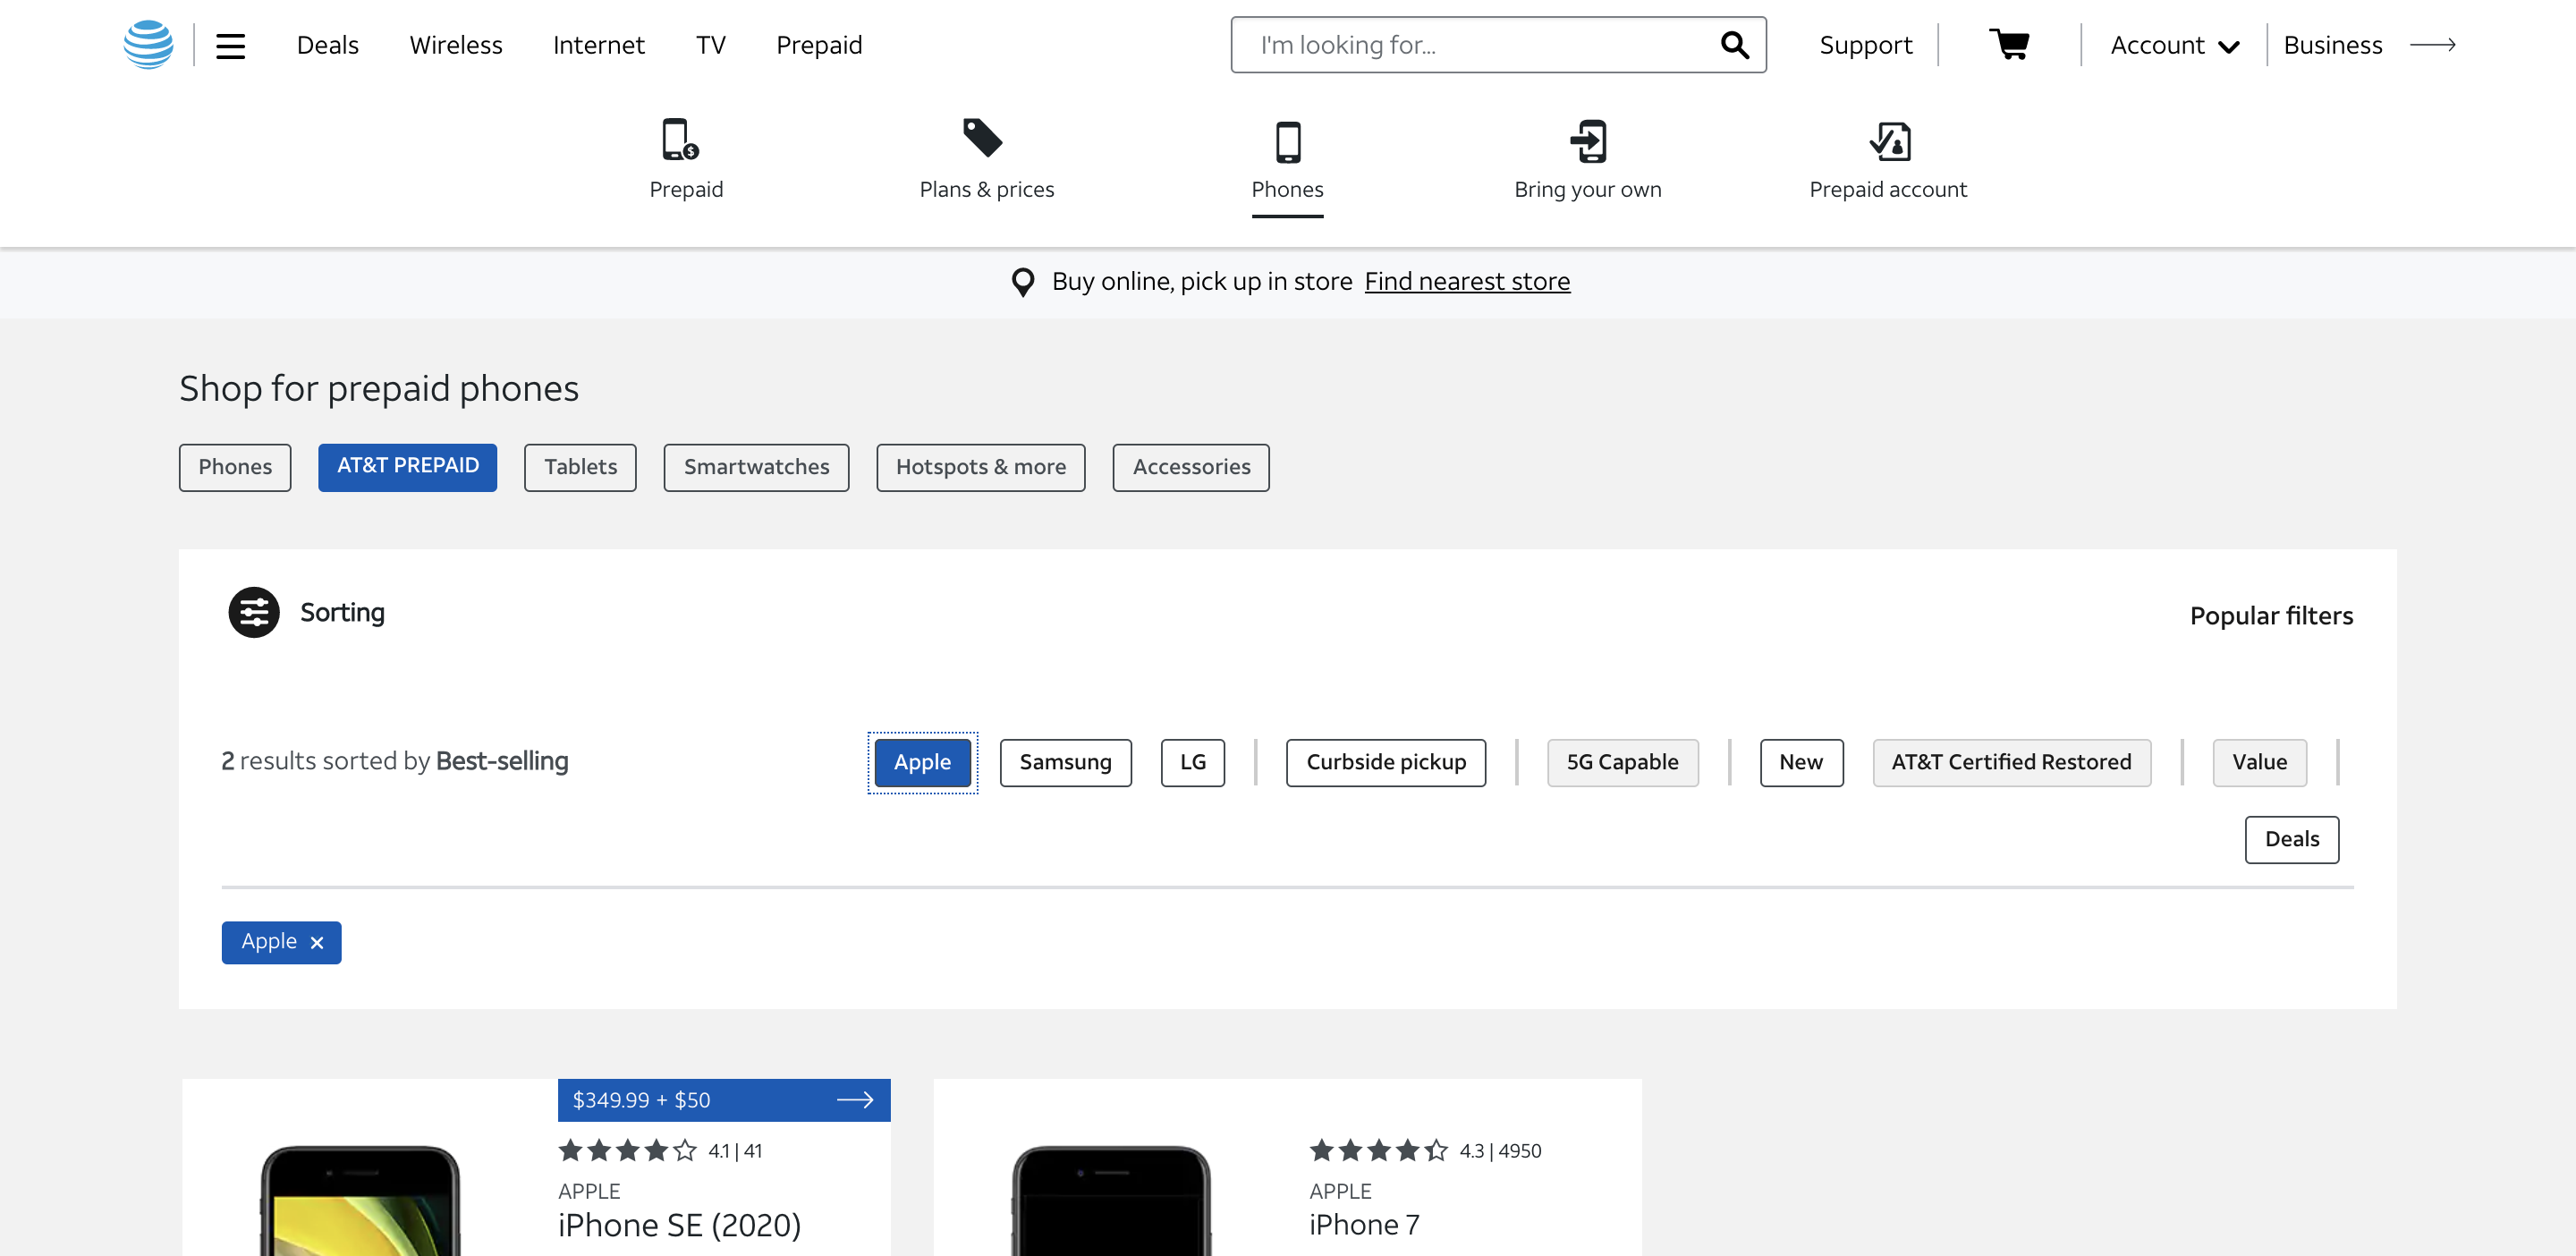 Deals Wireless Internet TV Prepaid I'm looking for... Support Account Business
Prepaid Plans & prices Phones Bring your own Prepaid account
Buy online, pick up in store Find nearest store
Shop for prepaid phones
Phones AT&T PREPAID Tablets Smartwatches Hotspots & more Accessories
Sorting Popular filters
2 results sorted by Best-selling Apple Samsung LG Curbside pickup 5G Capable New AT&T Certified Restored Value
Deals
Apple ×
$349.99 + $50
4.1 | 41
APPLE
iPhone SE (2020)
4.3 | 4950
APPLE
iPhone 7